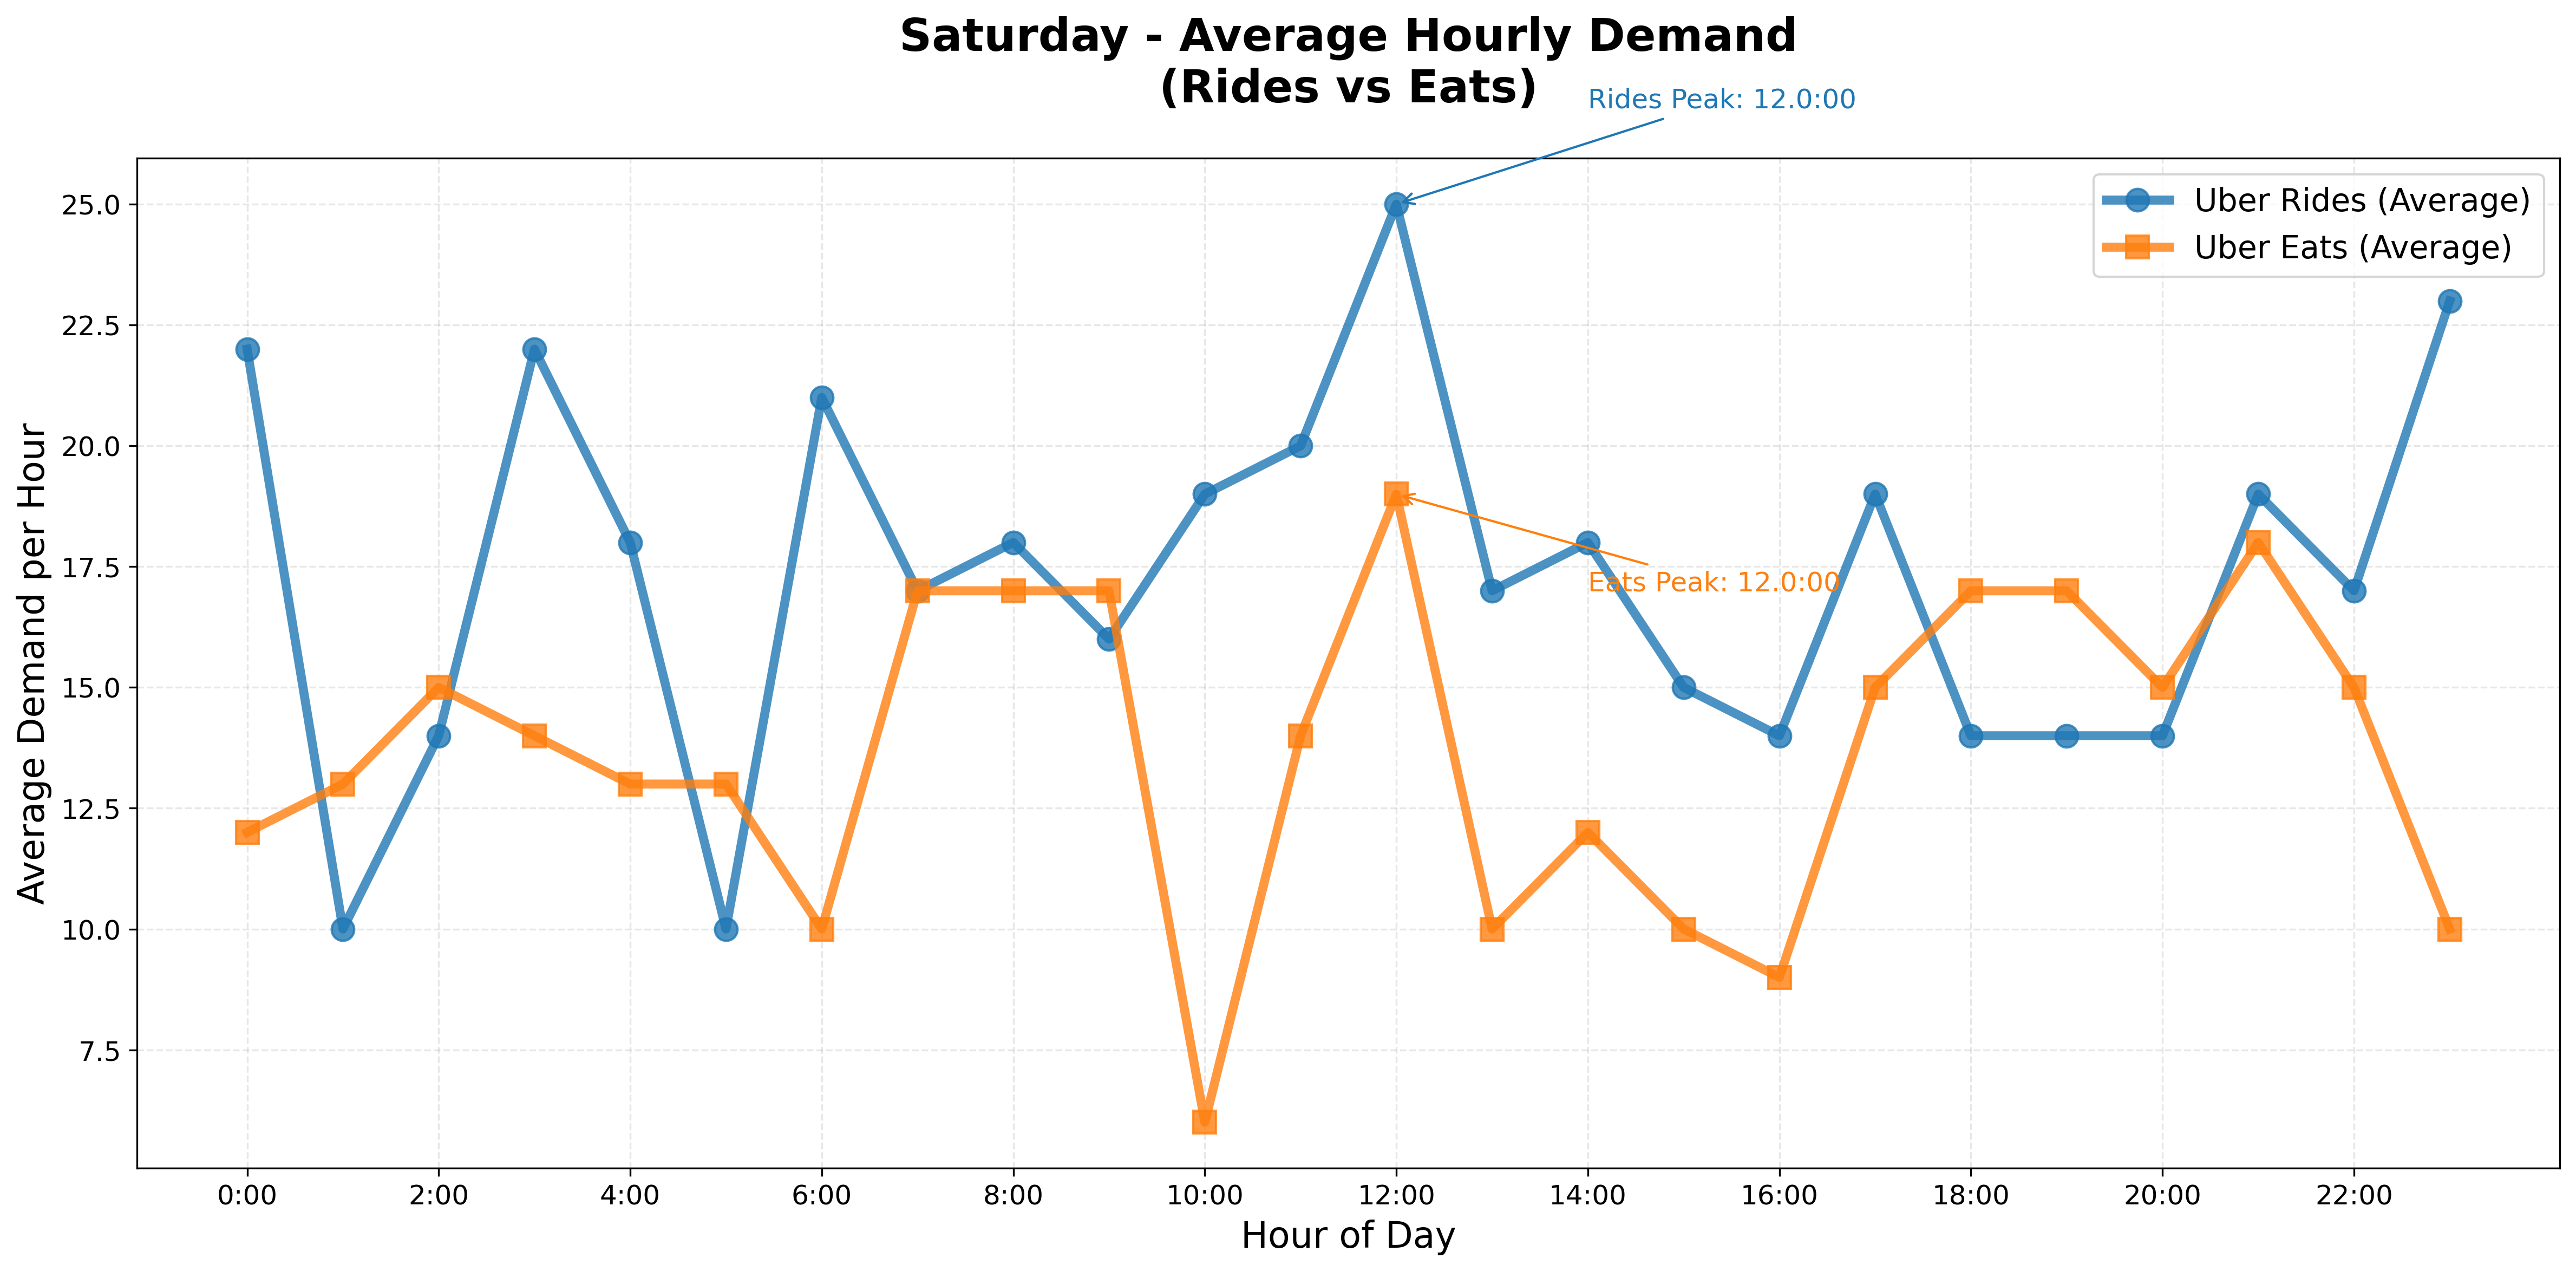 Saturday - Average Hourly Demand
(Rides vs Eats)
Rides Peak: 12.0:00
Uber Rides (Average)
Uber Eats (Average)
Eats Peak: 12.0:00
Average Demand per Hour
25.0
22.5
20.0
17.5
15.0
12.5
10.0
7.5
0:00 2:00 4:00 6:00 8:00 10:00 12:00 14:00 16:00 18:00 20:00 22:00
Hour of Day